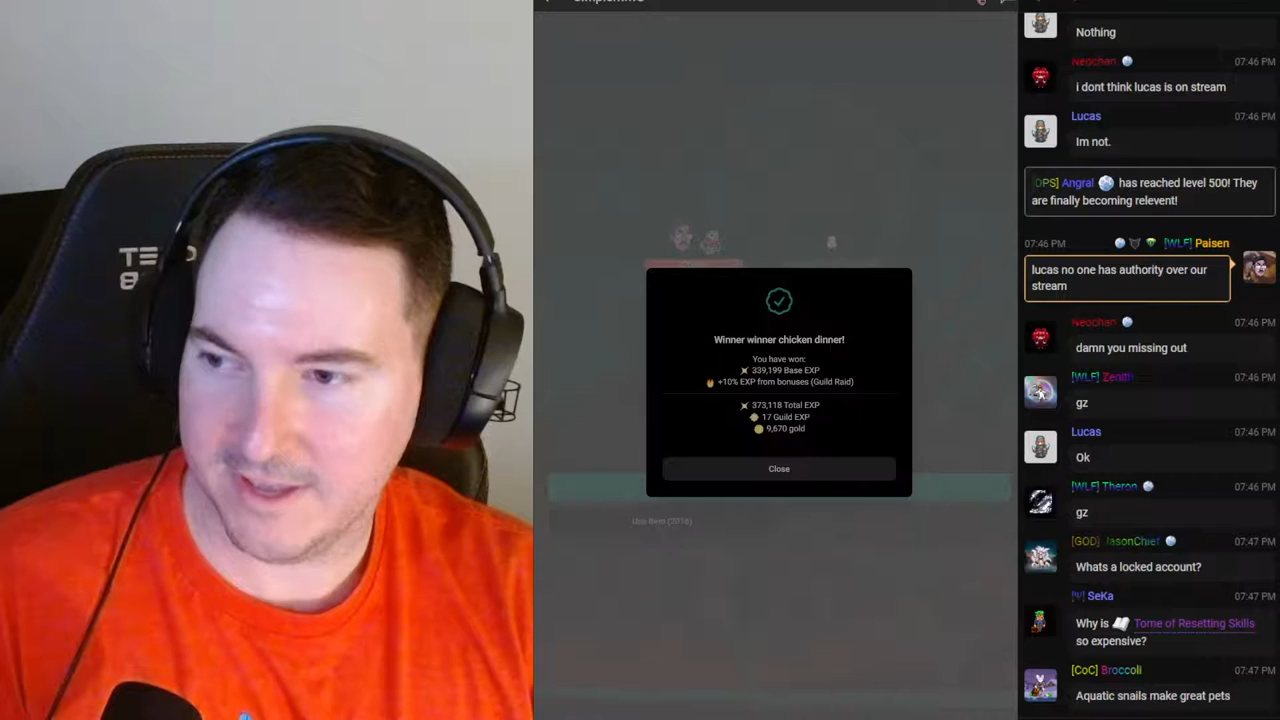 Winner winner chicken dinner!
You have won:
339,199 Base EXP
+10% EXP from bonuses (Guild Raid)
373,118 Total EXP
17 Guild EXP
9,670 gold
Close
Use Item (2016)
Nothing
Neochan 07:46 PM
i dont think lucas is on stream
Lucas 07:46 PM
Im not.
[OPS] Angral has reached level 500! They
are finally becoming relevent!
07:46 PM [WLF] Paisen
lucas no one has authority over our
stream
Neochan 07:46 PM
damn you missing out
[WLF] Zenith 07:46 PM
gz
Lucas 07:46 PM
Ok
[WLF] Theron 07:46 PM
gz
[GOD] JasonChief 07:47 PM
Whats a locked account?
SeKa 07:47 PM
Why is Tome of Resetting Skills
so expensive?
[CoC] Broccoli 07:47 PM
Aquatic snails make great pets